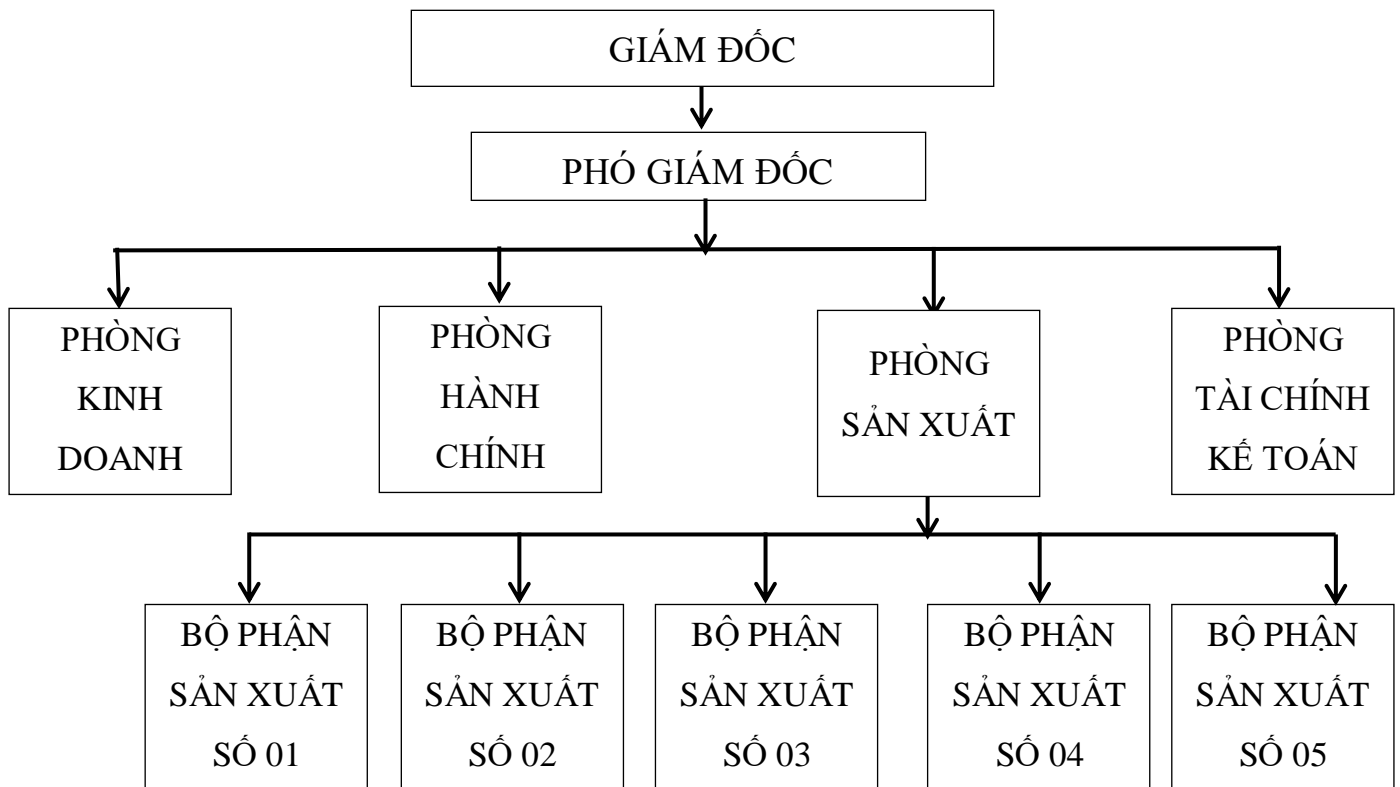 GIÁM ĐỐC
PHÓ GIÁM ĐỐC
PHÒNG
KINH
DOANH
PHÒNG
HÀNH
CHÍNH
PHÒNG
SẢN XUẤT
PHÒNG
TÀI CHÍNH
KẾ TOÁN
BỘ PHẬN
SẢN XUẤT
SỐ 01
BỘ PHẬN
SẢN XUẤT
SỐ 02
BỘ PHẬN
SẢN XUẤT
SỐ 03
BỘ PHẬN
SẢN XUẤT
SỐ 04
BỘ PHẬN
SẢN XUẤT
SỐ 05